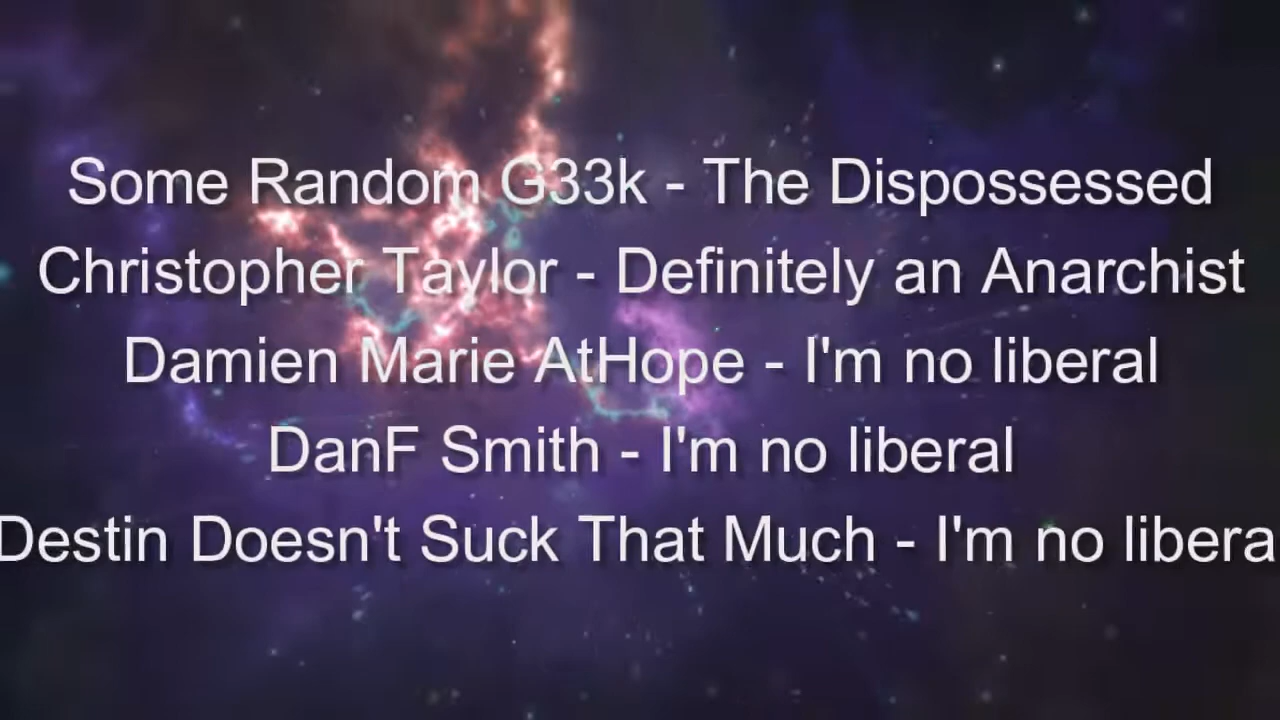 Some Random G33k - The Dispossessed
Christopher Taylor - Definitely an Anarchist
Damien Marie AtHope - I'm no liberal
DanF Smith - I'm no liberal
Destin Doesn't Suck That Much - I'm no libera